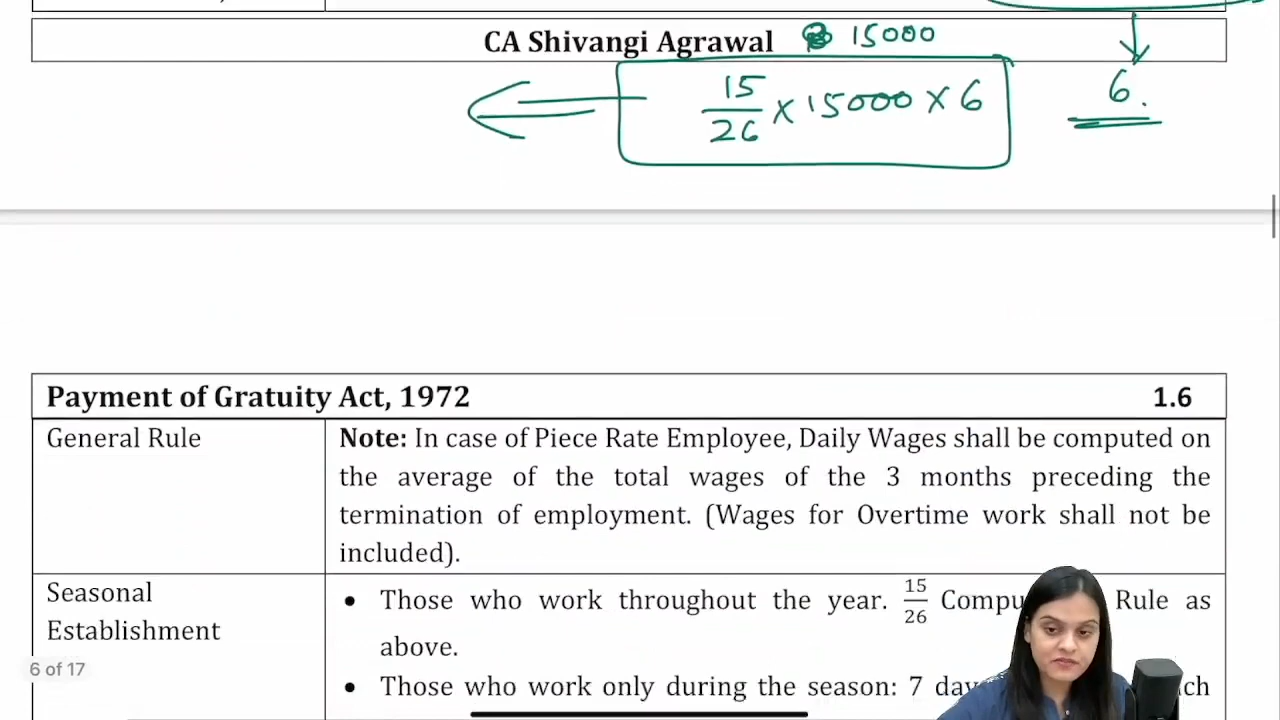 CA Shivangi Agrawal 15000
15
26 × 15000 × 6
6.
Payment of Gratuity Act, 1972 1.6
General Rule
Note: In case of Piece Rate Employee, Daily Wages shall be computed on
the average of the total wages of the 3 months preceding the
termination of employment. (Wages for Overtime work shall not be
included).
Seasonal
Establishment
• Those who work throughout the year. 15/26 Rule as
above.
• Those who work only during the season: 7
6 of 17